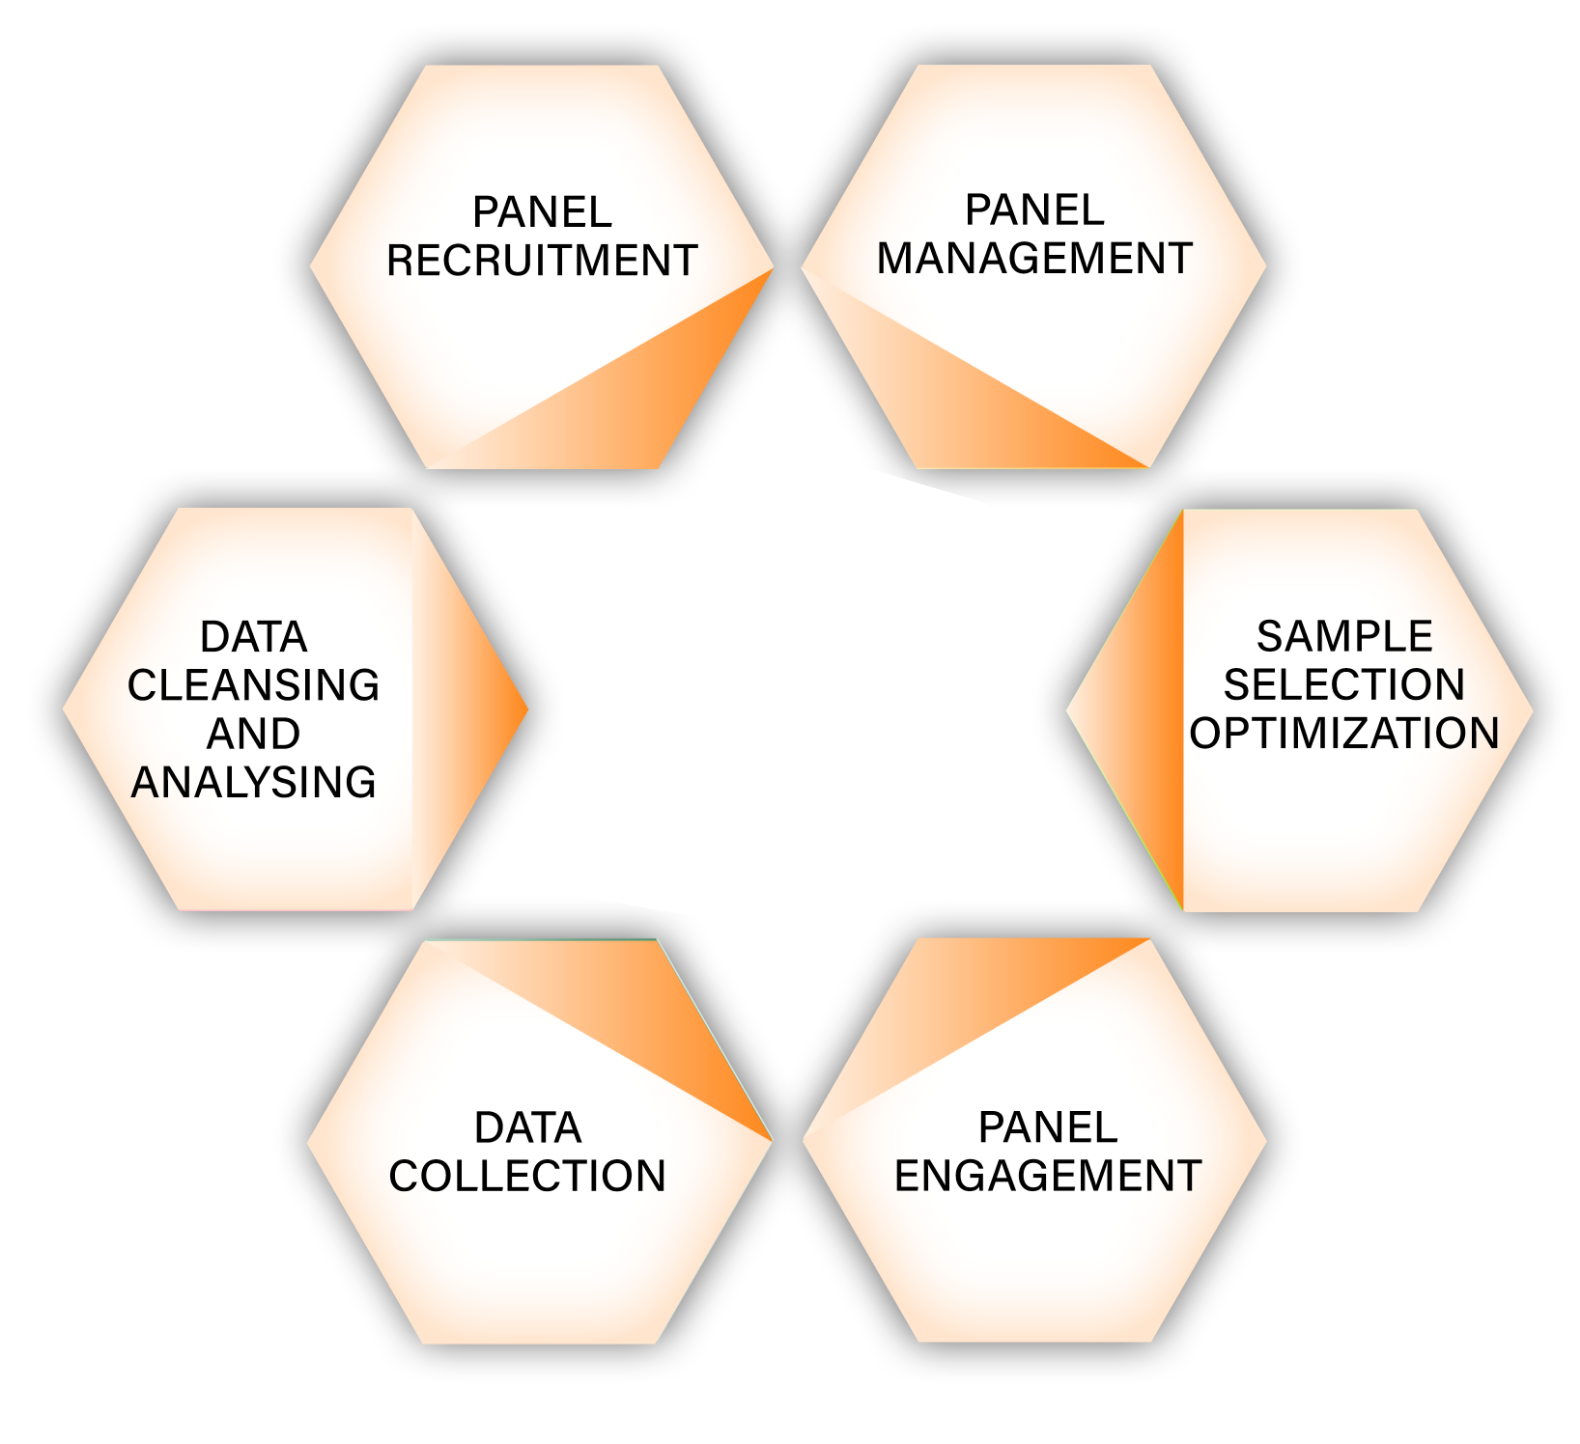 PANEL
RECRUITMENT
PANEL
MANAGEMENT
SAMPLE
SELECTION
OPTIMIZATION
PANEL
ENGAGEMENT
DATA
COLLECTION
DATA
CLEANSING
AND
ANALYSING